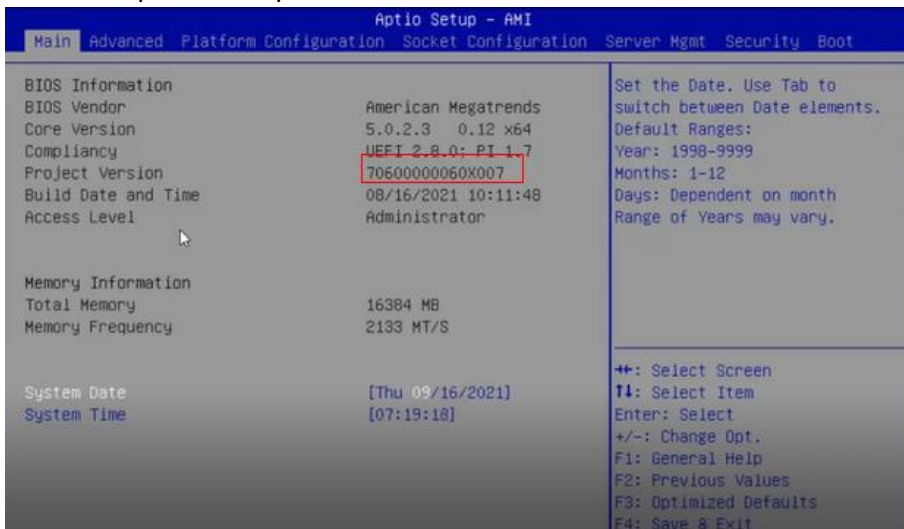 Aptio Setup - AMI
Main Advanced Platform Configuration Socket Configuration Server Mgmt Security Boot
BIOS Information
BIOS Vendor American Megatrends
Core Version 5.0.2.3 0.12 x64
Compliancy UEFI 2.8.0; PI 1.7
Project Version 70600000060X007
Build Date and Time 08/16/2021 10:11:48
Access Level Administrator
Memory Information
Total Memory 16384 MB
Memory Frequency 2133 MT/S
System Date [Thu 09/16/2021]
System Time [07:19:18]
Set the Date. Use Tab to
switch between Date elements.
Default Ranges:
Year: 1998-9999
Months: 1-12
Days: Dependent on month
Range of Years may vary.
→←: Select Screen
↑↓: Select Item
Enter: Select
+/-: Change Opt.
F1: General Help
F2: Previous Values
F3: Optimized Defaults
F4: Save & Exit